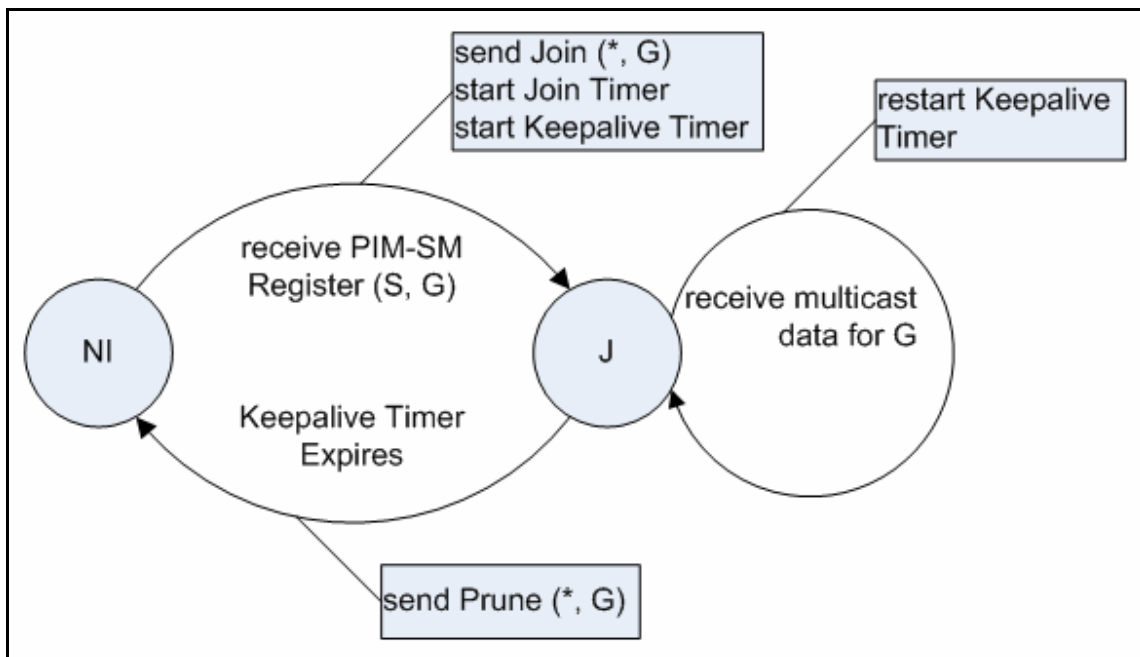 send Join (*, G)
start Join Timer
start Keepalive Timer
restart Keepalive
Timer
receive PIM-SM
Register (S, G)
receive multicast
data for G
NI
J
Keepalive Timer
Expires
send Prune (*, G)